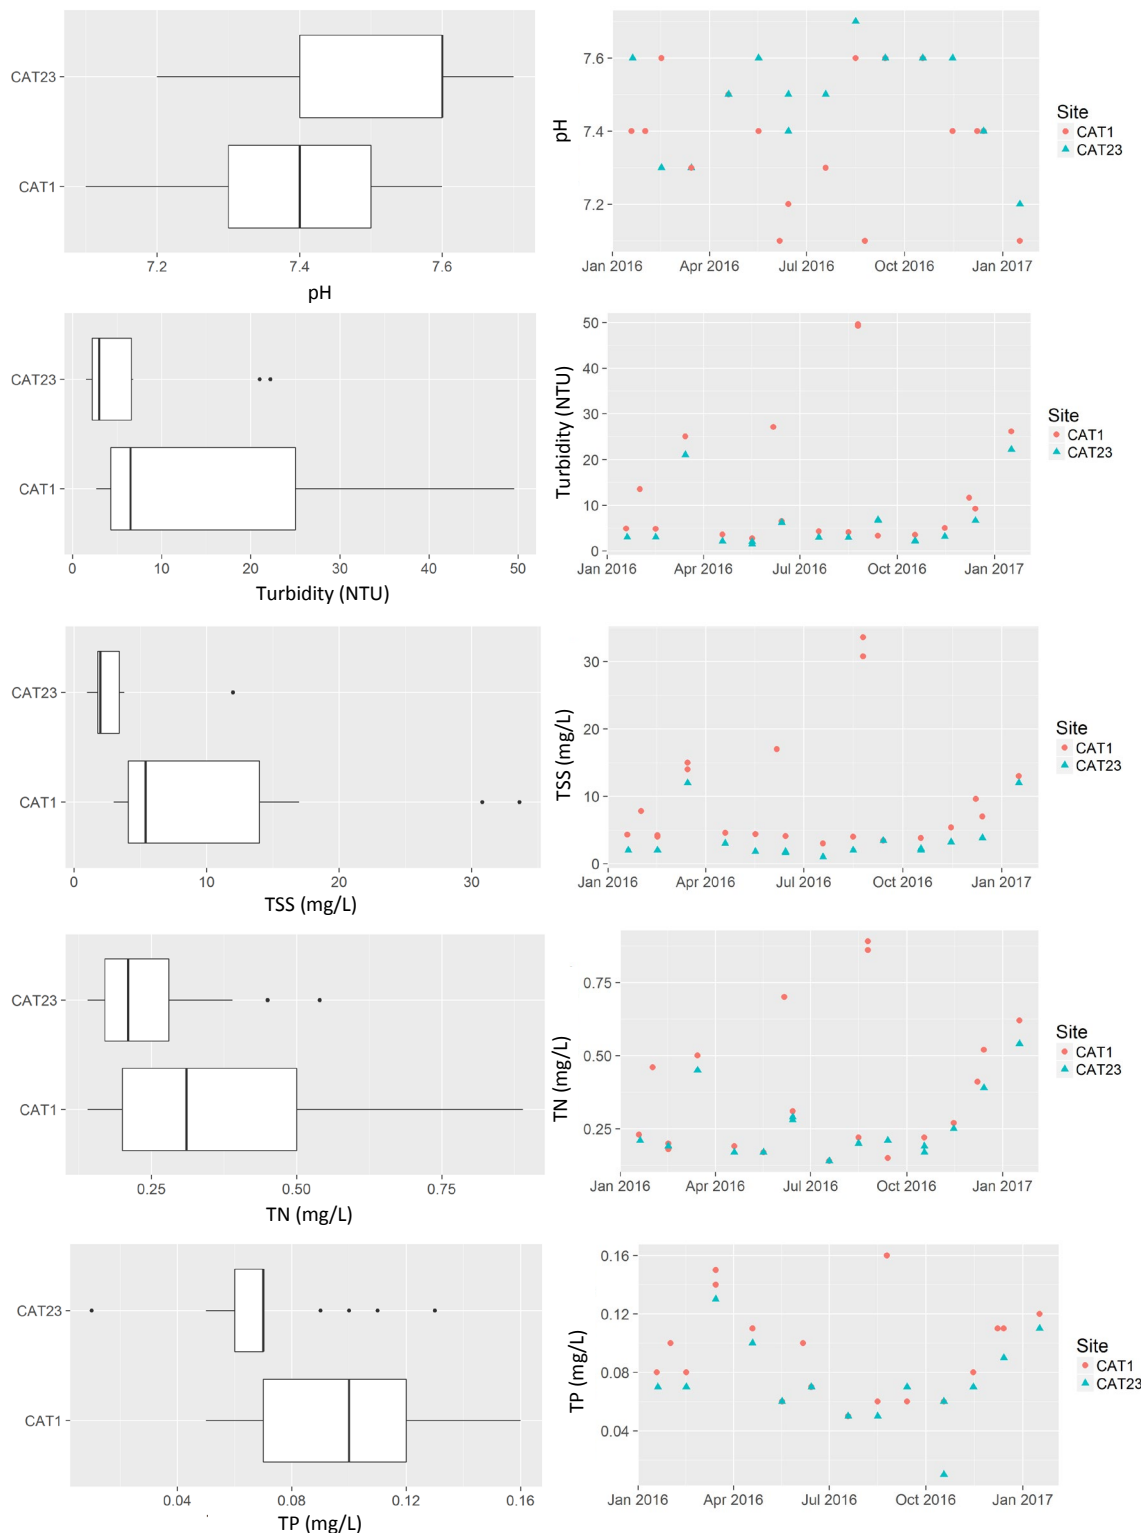 CAT23
CAT1
7.2 7.4 7.6
pH
7.6
7.4
7.2
pH
Jan 2016 Apr 2016 Jul 2016 Oct 2016 Jan 2017
Site
CAT1
CAT23
CAT23
CAT1
0 10 20 30 40 50
Turbidity (NTU)
50
40
30
20
10
0
Turbidity (NTU)
Jan 2016 Apr 2016 Jul 2016 Oct 2016 Jan 2017
Site
CAT1
CAT23
CAT23
CAT1
0 10 20 30
TSS (mg/L)
30
20
10
0
TSS (mg/L)
Jan 2016 Apr 2016 Jul 2016 Oct 2016 Jan 2017
Site
CAT1
CAT23
CAT23
CAT1
0.25 0.50 0.75
TN (mg/L)
0.75
0.50
0.25
TN (mg/L)
Jan 2016 Apr 2016 Jul 2016 Oct 2016 Jan 2017
Site
CAT1
CAT23
CAT23
CAT1
0.04 0.08 0.12 0.16
TP (mg/L)
0.16
0.12
0.08
0.04
TP (mg/L)
Jan 2016 Apr 2016 Jul 2016 Oct 2016 Jan 2017
Site
CAT1
CAT23